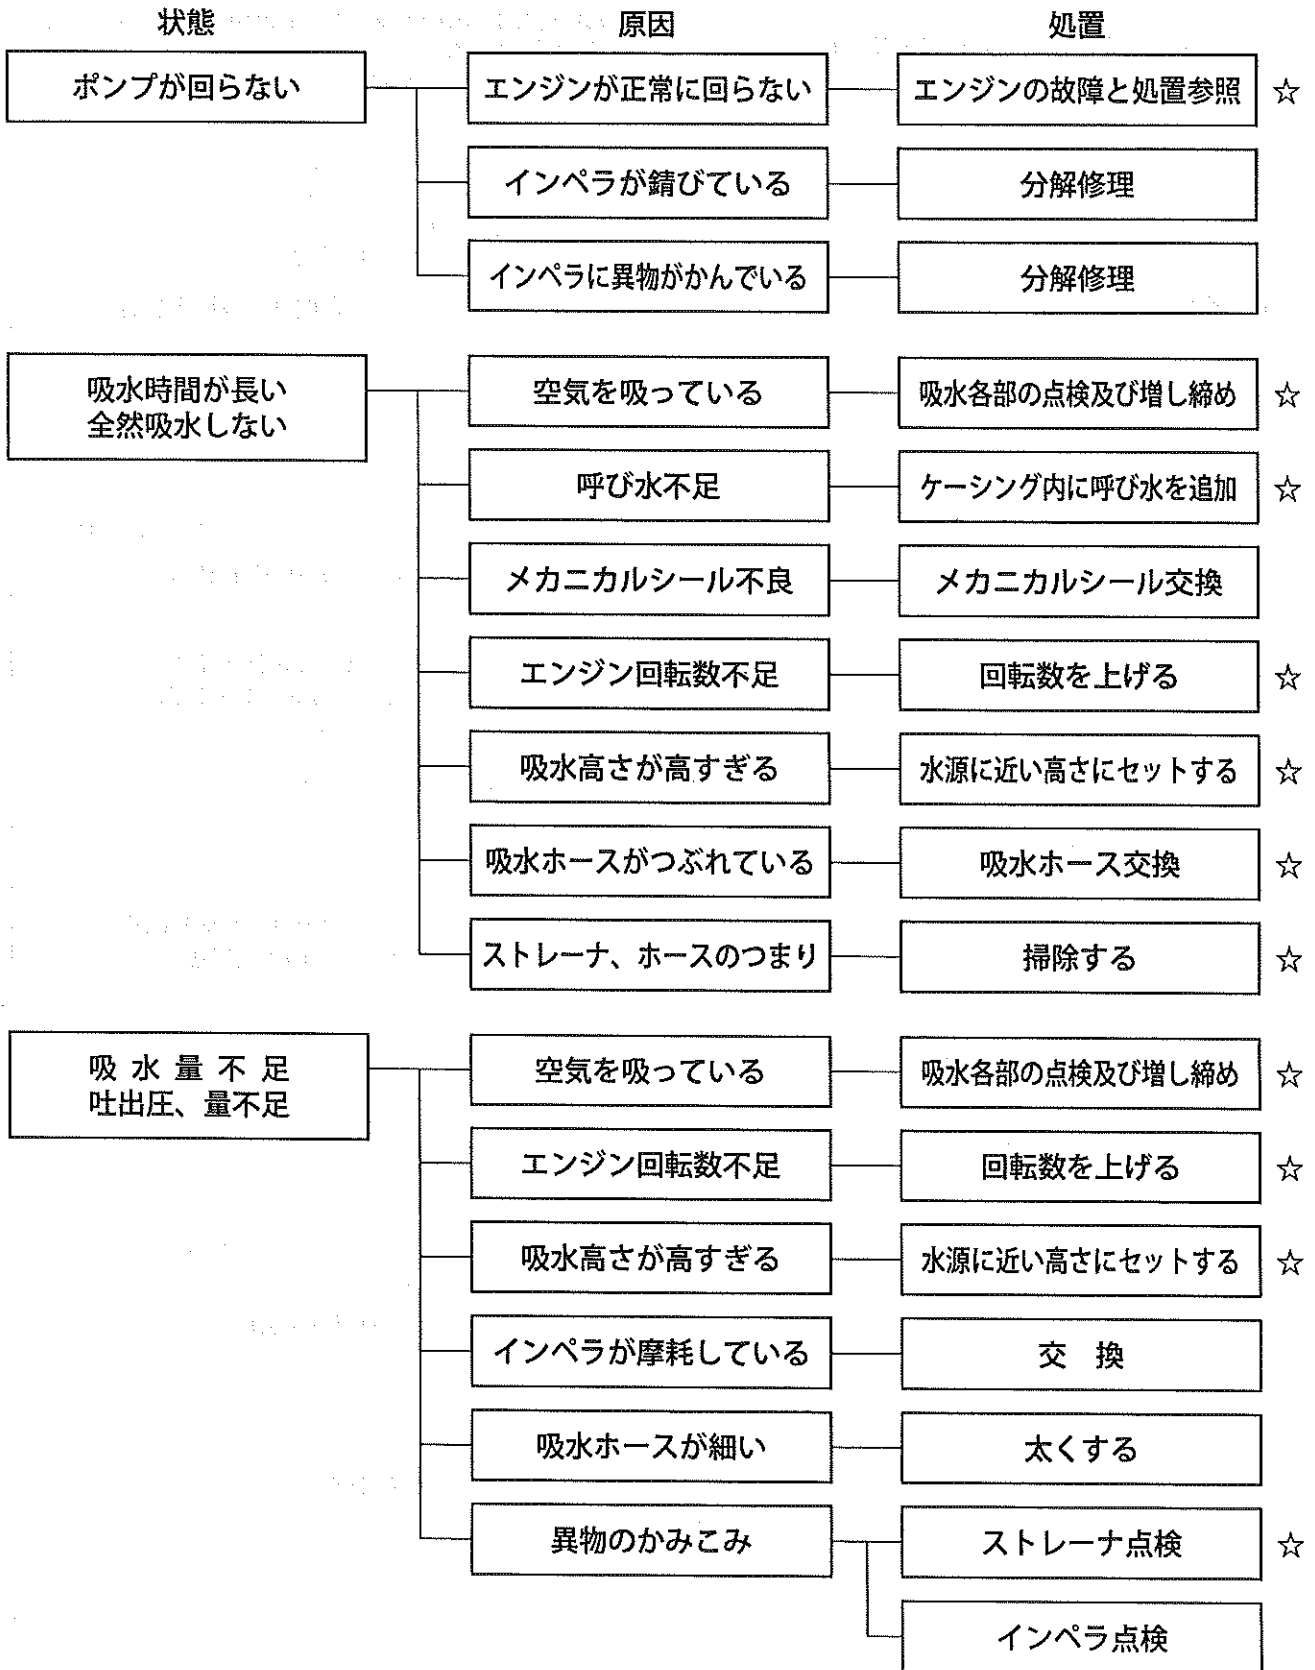 状態 原因 処置
ポンプが回らない エンジンが正常に回らない エンジンの故障と処置参照 ☆
インペラが錆びている 分解修理
インペラに異物がかんでいる 分解修理
吸水時間が長い
全然吸水しない
空気を吸っている 吸水各部の点検及び増し締め ☆
呼び水不足 ケーシング内に呼び水を追加 ☆
メカニカルシール不良 メカニカルシール交換
エンジン回転数不足 回転数を上げる ☆
吸水高さが高すぎる 水源に近い高さにセットする ☆
吸水ホースがつぶれている 吸水ホース交換 ☆
ストレーナ、ホースのつまり 掃除する ☆
吸水量不足
吐出圧、量不足
空気を吸っている 吸水各部の点検及び増し締め ☆
エンジン回転数不足 回転数を上げる ☆
吸水高さが高すぎる 水源に近い高さにセットする ☆
インペラが摩耗している 交 換
吸水ホースが細い 太くする
異物のかみこみ ストレーナ点検 ☆
インペラ点検